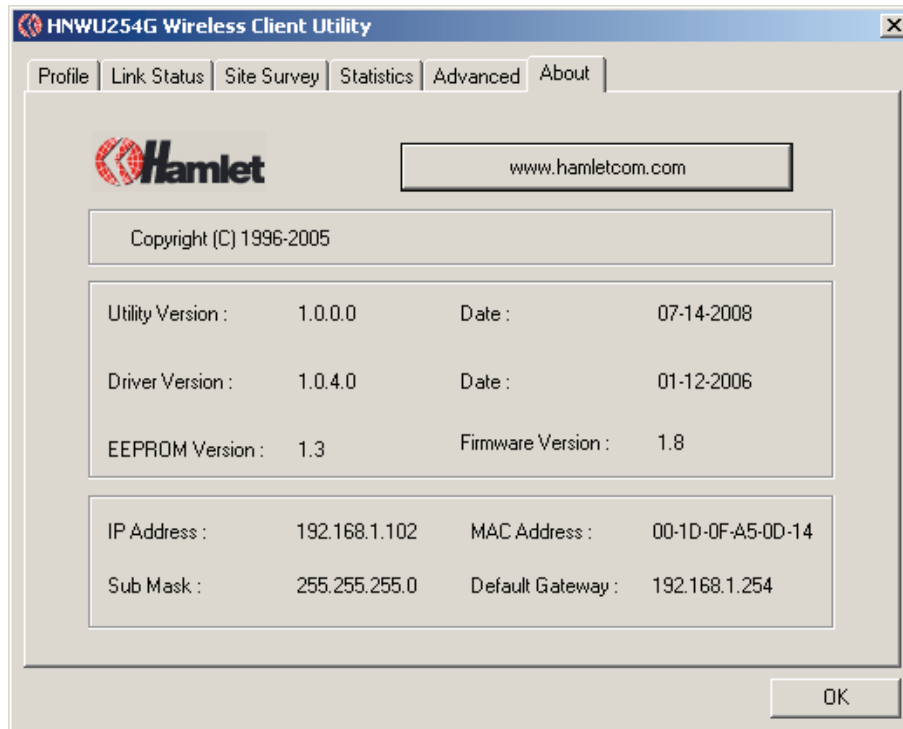 HNWU254G Wireless Client Utility
Profile Link Status Site Survey Statistics Advanced About
Hamlet www.hamletcom.com
Copyright (C) 1996-2005
Utility Version : 1.0.0.0 Date : 07-14-2008
Driver Version : 1.0.4.0 Date : 01-12-2006
EEPROM Version : 1.3 Firmware Version : 1.8
IP Address : 192.168.1.102 MAC Address : 00-1D-0F-A5-0D-14
Sub Mask : 255.255.255.0 Default Gateway : 192.168.1.254
OK